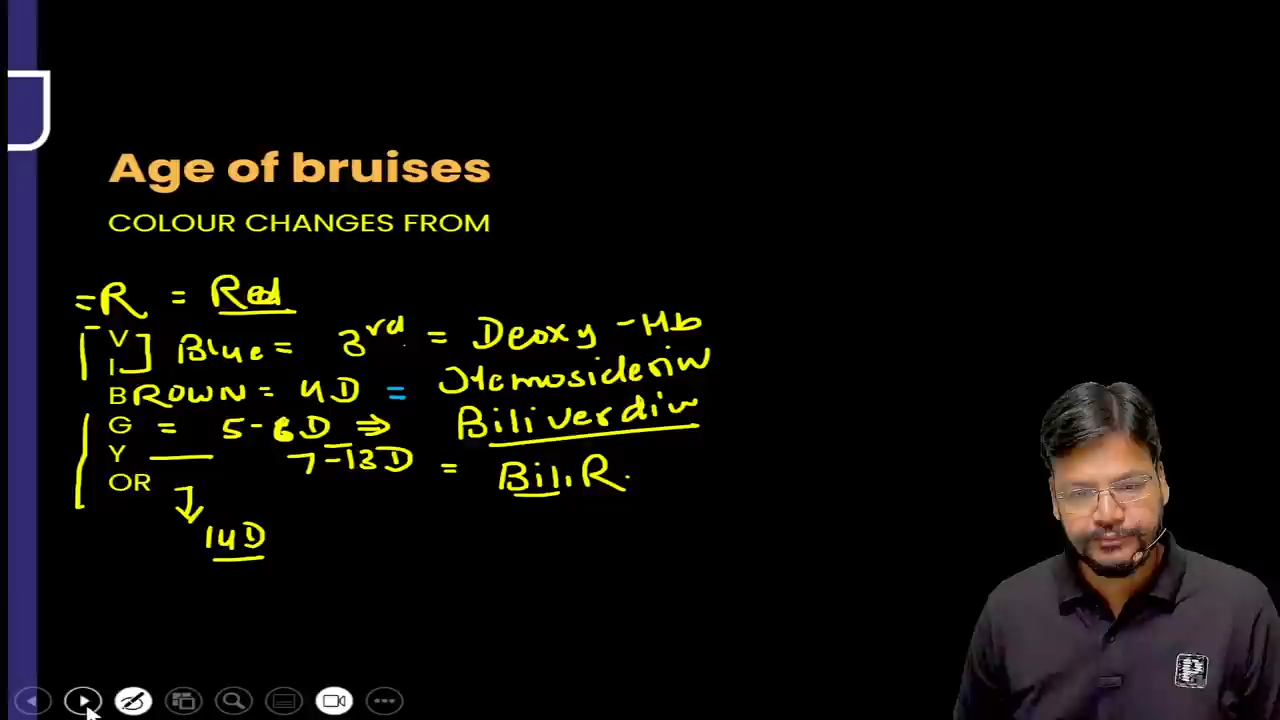 Age of bruises
COLOUR CHANGES FROM
=R = Red
V
I Blue = 3rd = Deoxy-Hb
BROWN = 4D = Hemosiderin
G = 5-6D ⇒ Biliverdin
Y 7-13D = Bili R.
OR
14D